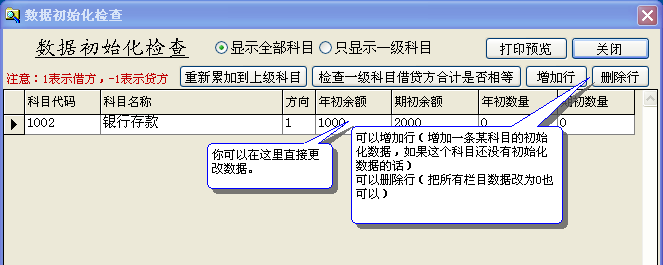 数据初始化检查
数据初始化检查 显示全部科目 只显示一级科目 打印预览 关闭
注意：1表示借方，-1表示贷方 重新累加到上级科目 检查一级科目借贷方合计是否相等 增加行 删除行
科目代码 科目名称 方向 年初余额 期初余额 年初数量 期初数量
1002 银行存款 1 1000 2000 0 0
你可以在这里直接更
改数据。
可以增加行（增加一条某科目的初始
化数据，如果这个科目还没有初始化
数据的话）
可以删除行（把所有栏目数据改为0也
可以）